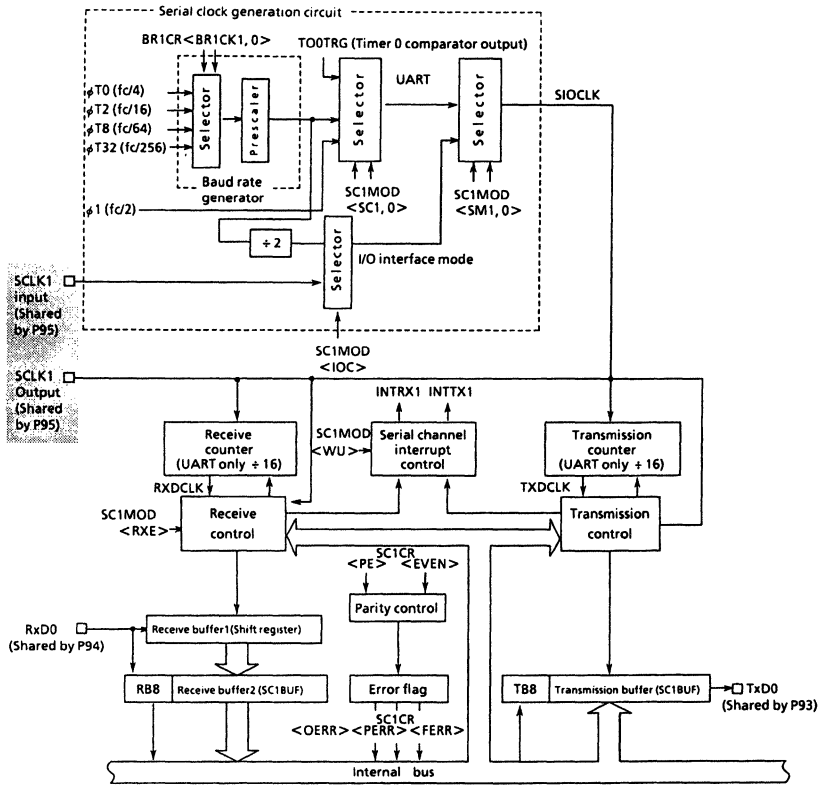 Serial clock generation circuit
BR1CR<BR1CK1, 0>
TO0TRG (Timer 0 comparator output)
φT0 (fc/4)
φT2 (fc/16)
φT8 (fc/64)
φT32 (fc/256)
Selector
Prescaler
Baud rate
generator
Selector
UART
Selector
SIOCLK
SC1MOD
<SC1, 0>
SC1MOD
<SM1, 0>
φ1 (fc/2)
÷ 2
Selector
I/O interface mode
SCLK1
input
(Shared
by P95)
SC1MOD
<IOC>
SCLK1
Output
(Shared
by P95)
INTRX1 INTTX1
Receive
counter
(UART only ÷ 16)
SC1MOD
<WU>
Serial channel
interrupt
control
Transmission
counter
(UART only ÷ 16)
RXDCLK
TXDCLK
SC1MOD
<RXE>
Receive
control
Transmission
control
SC1CR
<PE> <EVEN>
Parity control
RxD0
(Shared by P94)
Receive buffer1(Shift register)
RB8 Receive buffer2 (SC1BUF)
Error flag
TB8 Transmission buffer (SC1BUF)
TxD0
(Shared by P93)
SC1CR
<OERR> <PERR> <FERR>
Internal bus